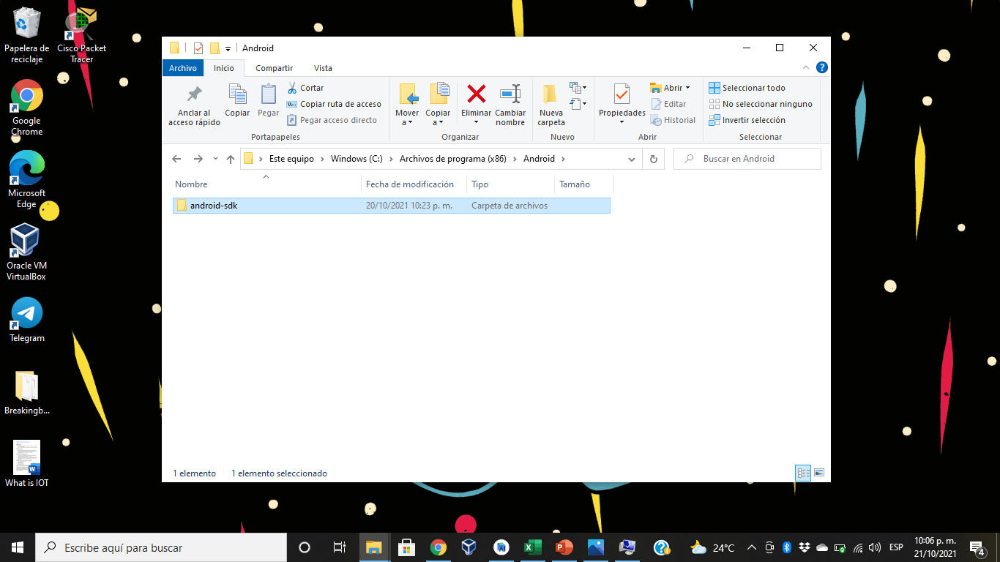 Papelera de
reciclaje
Cisco Packet
Tracer
Google
Chrome
Microsoft
Edge
Oracle VM
VirtualBox
Telegram
Breakingb...
What is IOT
Android
Archivo
Inicio
Compartir
Vista
?
Anclar al
acceso rápido
Copiar
Pegar
Cortar
Copiar ruta de acceso
Pegar acceso directo
Portapapeles
Mover
a
Copiar
a
Eliminar
Cambiar
nombre
Organizar
Nueva
carpeta
Nuevo
Propiedades
Abrir
Editar
Historial
Abrir
Seleccionar todo
No seleccionar ninguno
Invertir selección
Seleccionar
Este equipo > Windows (C:) > Archivos de programa (x86) > Android >
Buscar en Android
Nombre
Fecha de modificación
Tipo
Tamaño
android-sdk
20/10/2021 10:23 p. m.
Carpeta de archivos
1 elemento
1 elemento seleccionado
Escribe aquí para buscar
24°C
ESP
10:06 p. m.
21/10/2021
4